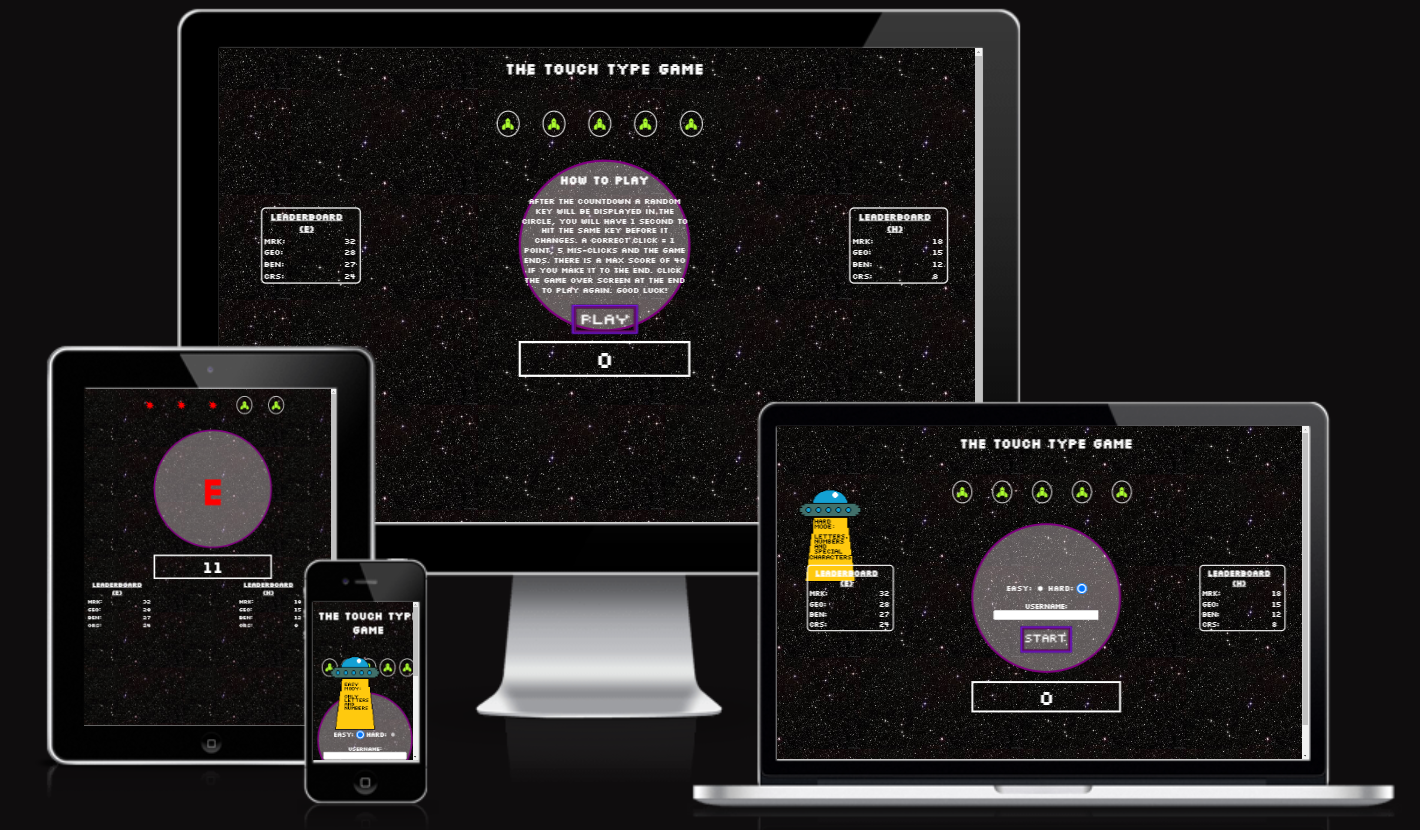 THE TOUCH TYPE GAME
HOW TO PLAY
AFTER THE COUNTDOWN A RANDOM
KEY WILL BE DISPLAYED IN THE
CIRCLE, YOU WILL HAVE 1 SECOND TO
HIT THE SAME KEY BEFORE IT
CHANGES. A CORRECT CLICK = 1
POINT, 5 MIS-CLICKS AND THE GAME
ENDS. THERE IS A MAX SCORE OF 40
IF YOU MAKE IT TO THE END. CLICK
THE GAME OVER SCREEN AT THE END
TO PLAY AGAIN. GOOD LUCK!
PLAY
0
LEADERBOARD
(E)
MRK: 32
GEO: 28
BEN: 27
CRS: 24
LEADERBOARD
(H)
MRK: 18
GEO: 15
BEN: 12
CRS: 8
E
11
LEADERBOARD
(E)
MRK: 32
GEO: 28
BEN: 27
CRS: 24
LEADERBOARD
(H)
MRK: 18
GEO: 15
BEN: 12
CRS: 8
THE TOUCH TYP
GAME
EASY
MODE:
ONLY
LETTERS
AND
NUMBERS
EASY: HARD:
USERNAME:
THE TOUCH TYPE GAME
HARD
MODE:
LETTERS,
NUMBERS
AND
SPECIAL
CHARACTERS
LEADERBOARD
(E)
MRK: 32
GEO: 28
BEN: 27
CRS: 24
EASY: HARD:
USERNAME:
START
0
LEADERBOARD
(H)
MRK: 18
GEO: 15
BEN: 12
CRS: 8